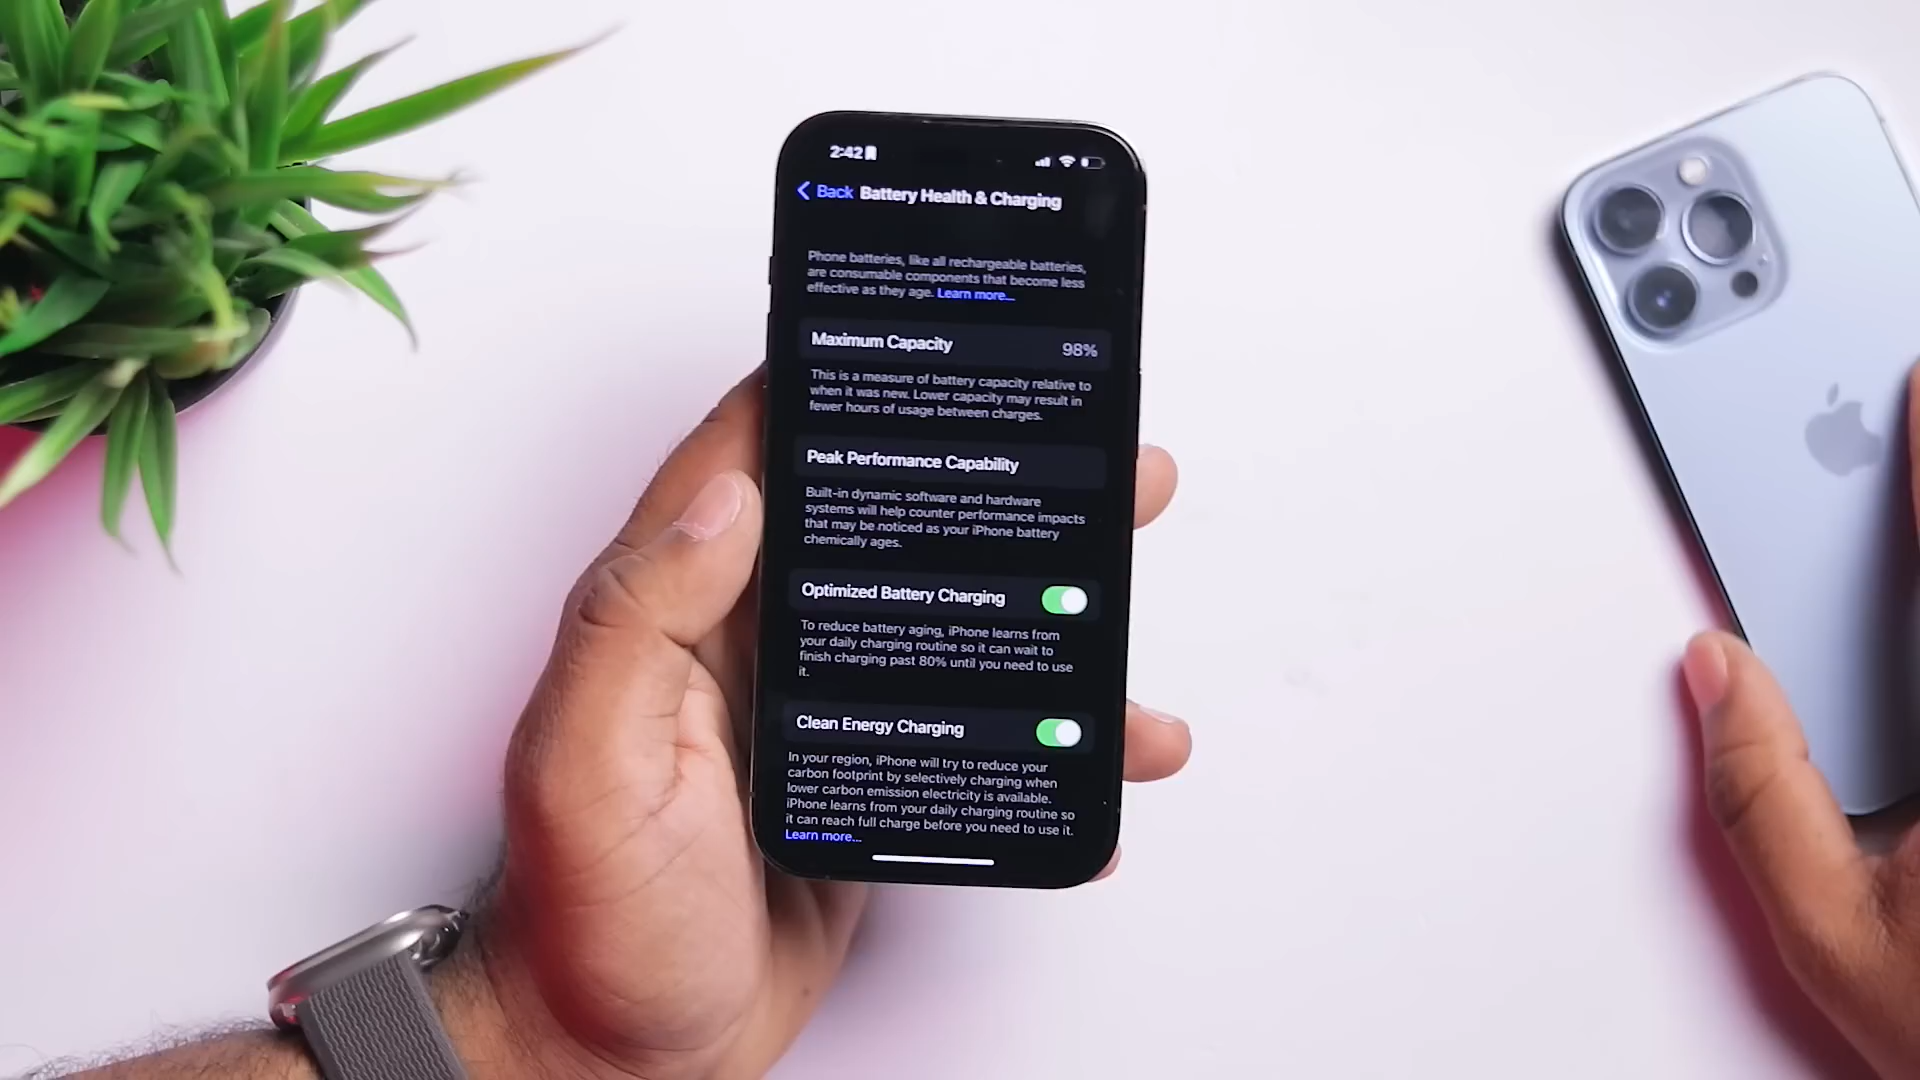 2:42
Back Battery Health & Charging
Phone batteries, like all rechargeable batteries,
are consumable components that become less
effective as they age. Learn more...
Maximum Capacity 98%
This is a measure of battery capacity relative to
when it was new. Lower capacity may result in
fewer hours of usage between charges.
Peak Performance Capability
Built-in dynamic software and hardware
systems will help counter performance impacts
that may be noticed as your iPhone battery
chemically ages.
Optimized Battery Charging
To reduce battery aging, iPhone learns from
your daily charging routine so it can wait to
finish charging past 80% until you need to use
it.
Clean Energy Charging
In your region, iPhone will try to reduce your
carbon footprint by selectively charging when
lower carbon emission electricity is available.
iPhone learns from your daily charging routine so
it can reach full charge before you need to use it.
Learn more...